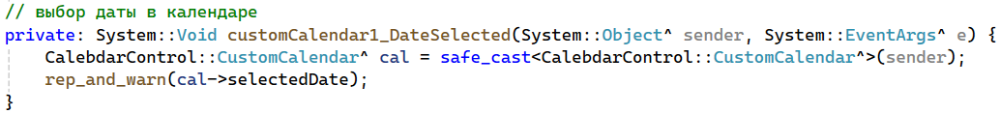 // выбор даты в календаре
private: System::Void customCalendar1_DateSelected(System::Object^ sender, System::EventArgs^ e) {
    CalebdarControl::CustomCalendar^ cal = safe_cast<CalebdarControl::CustomCalendar^>(sender);
    rep_and_warn(cal->selectedDate);
}